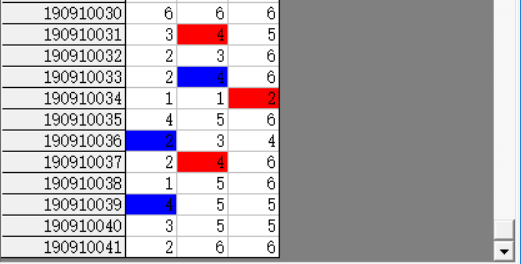 190910030 6 6 6
190910031 3 4 5
190910032 2 3 6
190910033 2 4 6
190910034 1 1 2
190910035 4 5 6
190910036 2 3 4
190910037 2 4 6
190910038 1 5 6
190910039 4 5 5
190910040 3 5 5
190910041 2 6 6